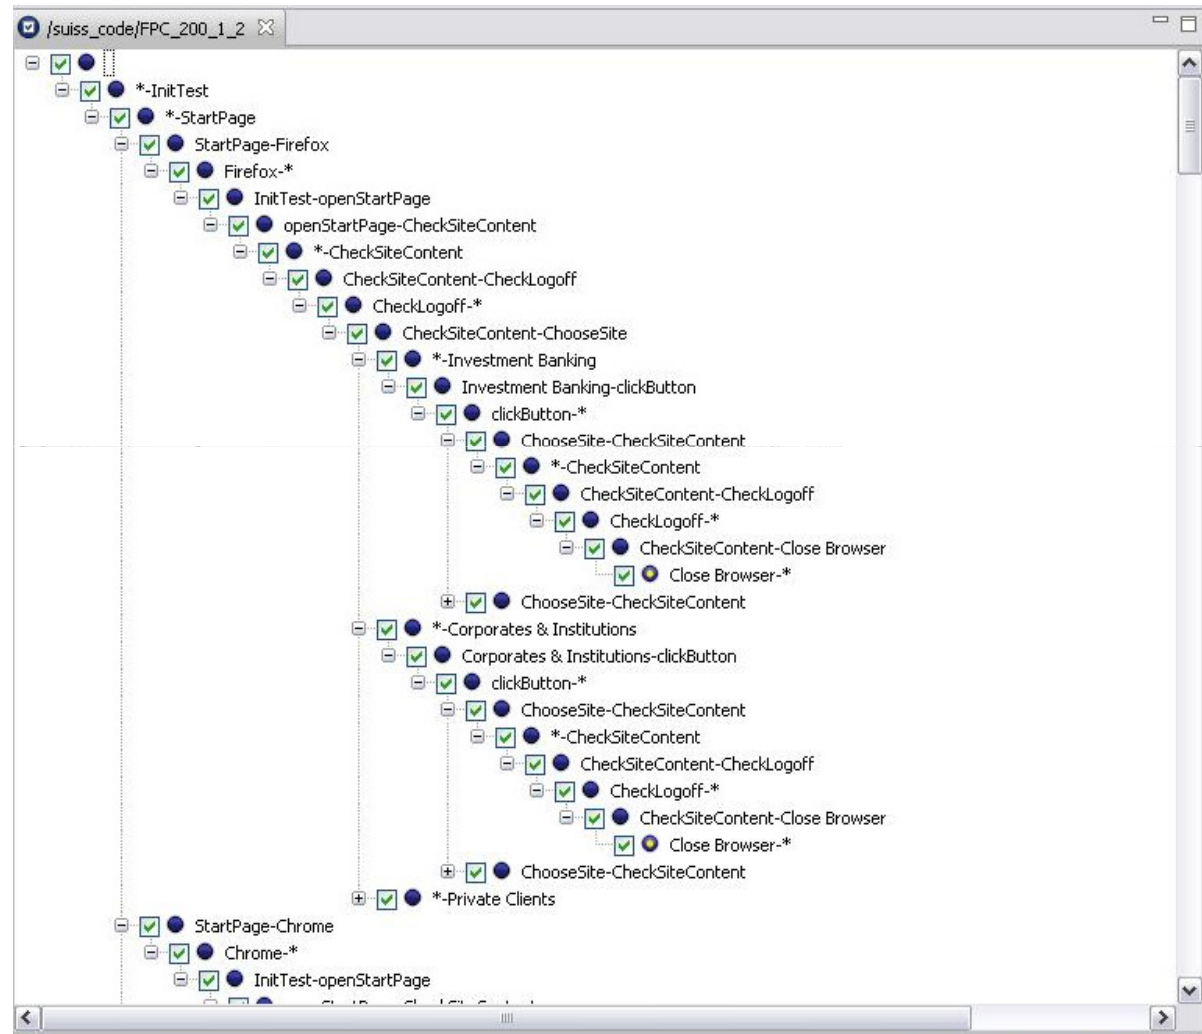 /suiss_code/FPC_200_1_2
*-InitTest
*-StartPage
StartPage-Firefox
Firefox-*
InitTest-openStartPage
openStartPage-CheckSiteContent
*-CheckSiteContent
CheckSiteContent-CheckLogoff
CheckLogoff-*
CheckSiteContent-ChooseSite
*-Investment Banking
Investment Banking-clickButton
clickButton-*
ChooseSite-CheckSiteContent
*-CheckSiteContent
CheckSiteContent-CheckLogoff
CheckLogoff-*
CheckSiteContent-Close Browser
Close Browser-*
ChooseSite-CheckSiteContent
*-Corporates & Institutions
Corporates & Institutions-clickButton
clickButton-*
ChooseSite-CheckSiteContent
*-CheckSiteContent
CheckSiteContent-CheckLogoff
CheckLogoff-*
CheckSiteContent-Close Browser
Close Browser-*
ChooseSite-CheckSiteContent
*-Private Clients
StartPage-Chrome
Chrome-*
InitTest-openStartPage